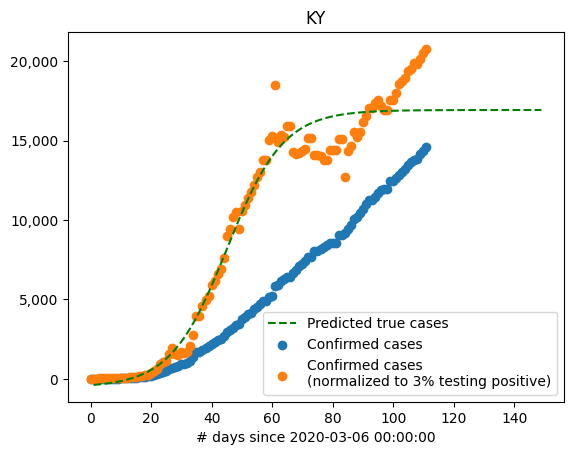 KY
20,000
15,000
10,000
5,000
0
Predicted true cases
Confirmed cases
Confirmed cases
(normalized to 3% testing positive)
0 20 40 60 80 100 120 140
# days since 2020-03-06 00:00:00